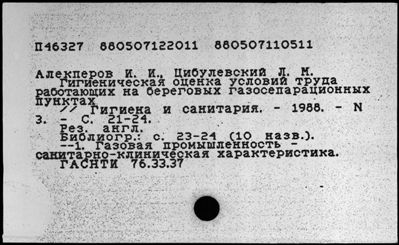 П46327 880507122011 880507110511
Алекперов И. И., Цибулевский Л. М.
Гигиеническая оценка условий труда
работающих на береговых газосепарационных
пунктах
// Гигиена и санитария. - 1988. - N
3. - С. 21-24.
Рез. англ.
Библиогр.: с. 23-24 (10 назв.).
--1. Газовая промышленность -
санитарно-клиническая характеристика.
ГАСНТИ 76.33.37